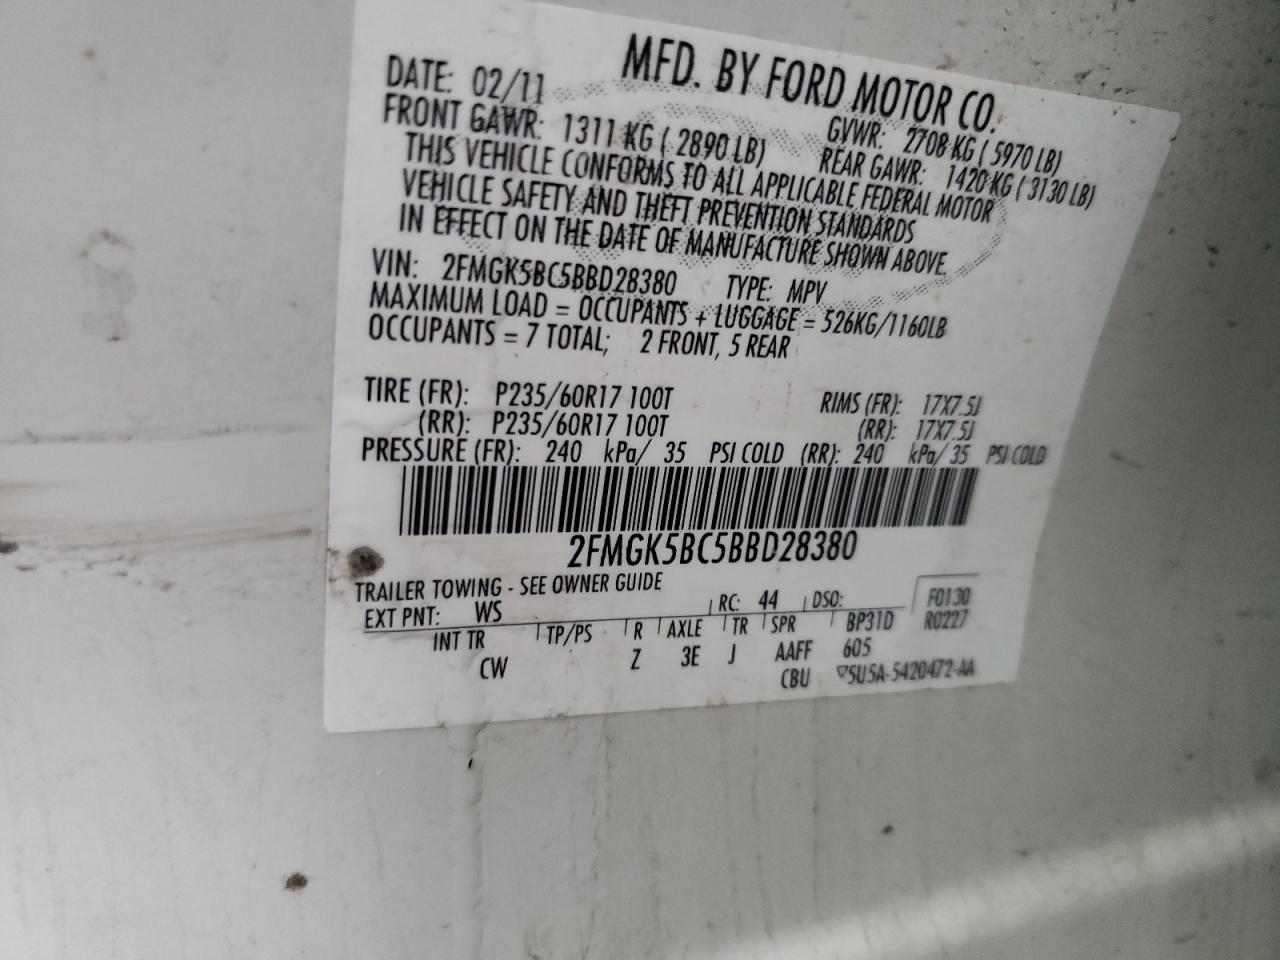 MFD. BY FORD MOTOR CO.
DATE: 02/11 GVWR: 2708 KG ( 5970 LB)
FRONT GAWR: 1311 KG ( 2890 LB) REAR GAWR: 1420 KG ( 3130 LB)
THIS VEHICLE CONFORMS TO ALL APPLICABLE FEDERAL MOTOR
VEHICLE SAFETY AND THEFT PREVENTION STANDARDS
IN EFFECT ON THE DATE OF MANUFACTURE SHOWN ABOVE.
VIN: 2FMGK5BC5BBD28380 TYPE: MPV
MAXIMUM LOAD = OCCUPANTS + LUGGAGE = 526KG/1160LB
OCCUPANTS = 7 TOTAL; 2 FRONT, 5 REAR
TIRE (FR): P235/60R17 100T RIMS (FR): 17X7.5J
(RR): P235/60R17 100T (RR): 17X7.5J
PRESSURE (FR): 240 kPa/ 35 PSI COLD (RR): 240 kPa/ 35 PSI COLD
2FMGK5BC5BBD28380
TRAILER TOWING - SEE OWNER GUIDE
EXT PNT: WS RC: 44 DSO: F0130
INT TR TP/PS R AXLE TR SPR BP31D R0227
CW Z 3E J AAFF 605
CBU ▽5U5A-5420472-AA